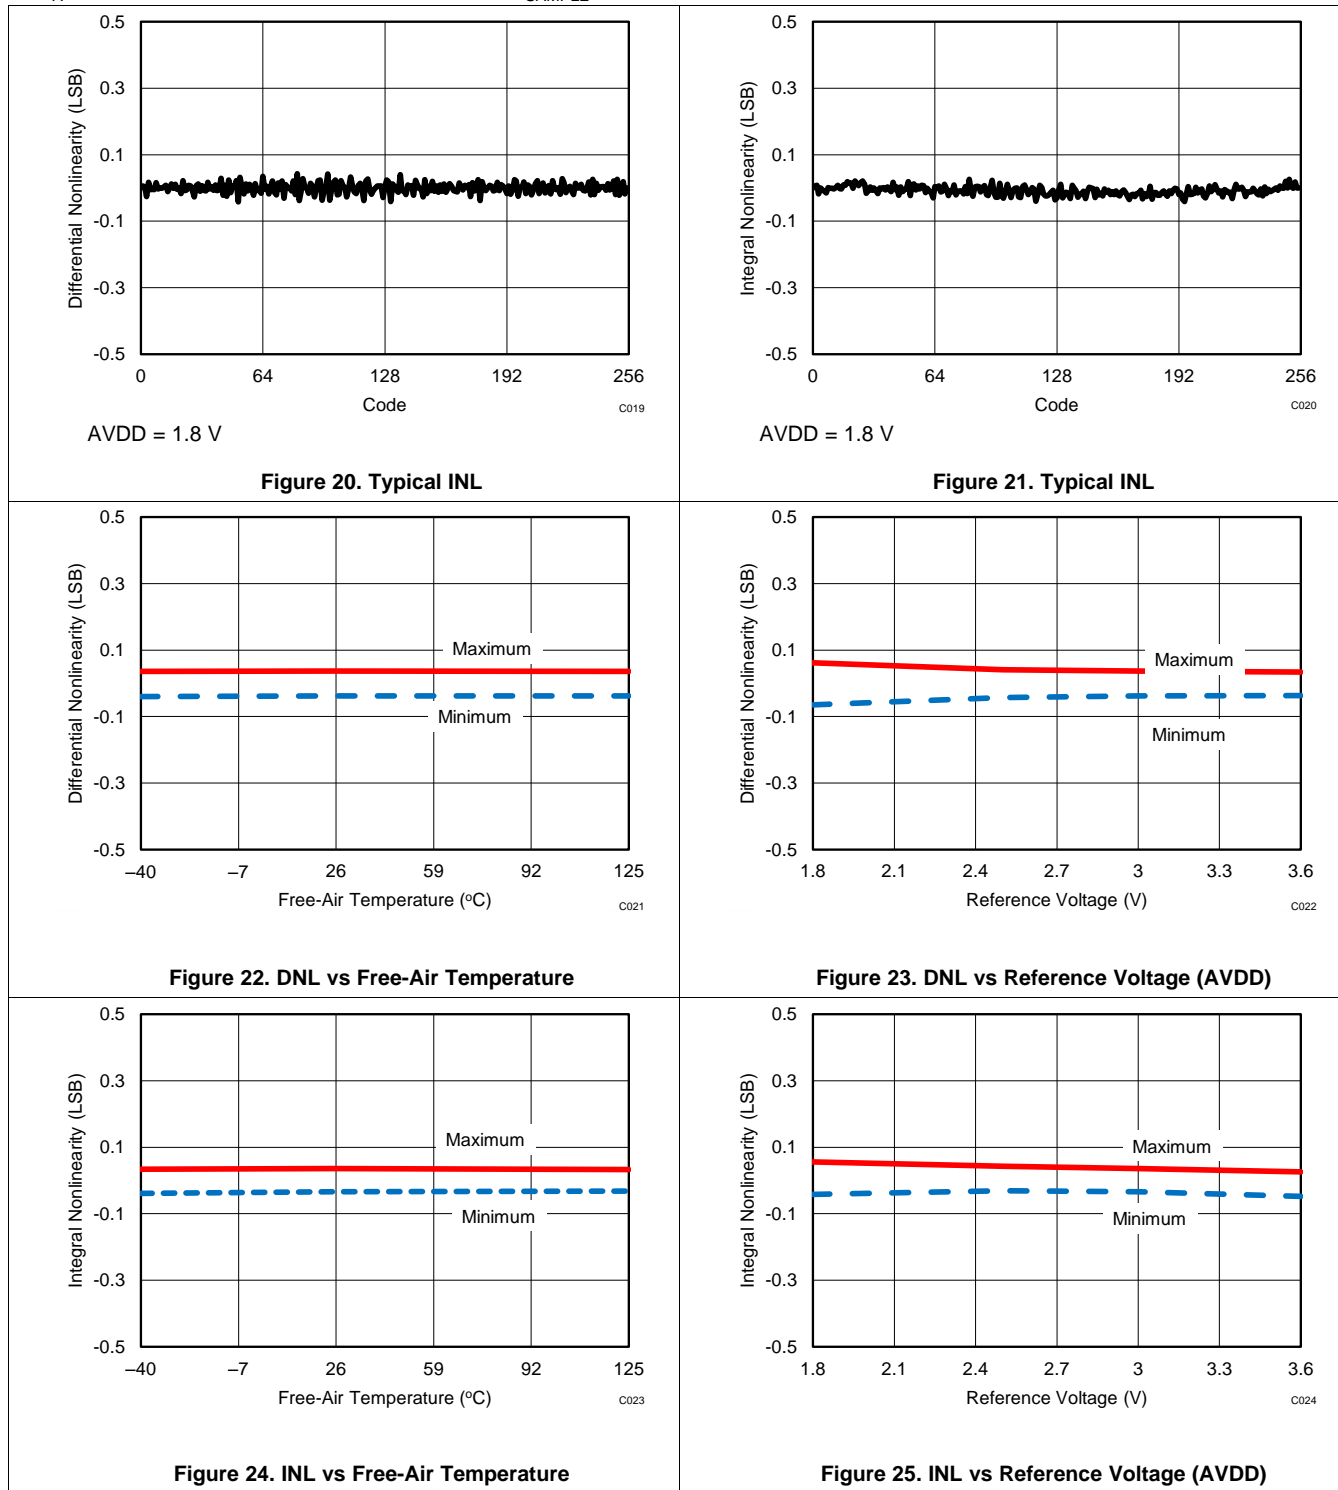 0.5
0.3
0.1
-0.1
-0.3
-0.5
Differential Nonlinearity (LSB)
0 64 128 192 256
Code
C019
AVDD = 1.8 V
Figure 20. Typical INL
0.5
0.3
0.1
-0.1
-0.3
-0.5
Integral Nonlinearity (LSB)
0 64 128 192 256
Code
C020
AVDD = 1.8 V
Figure 21. Typical INL
0.5
0.3
0.1
-0.1
-0.3
-0.5
Differential Nonlinearity (LSB)
Maximum
Minimum
–40 –7 26 59 92 125
Free-Air Temperature (°C)
C021
Figure 22. DNL vs Free-Air Temperature
0.5
0.3
0.1
-0.1
-0.3
-0.5
Differential Nonlinearity (LSB)
Maximum
Minimum
1.8 2.1 2.4 2.7 3 3.3 3.6
Reference Voltage (V)
C022
Figure 23. DNL vs Reference Voltage (AVDD)
0.5
0.3
0.1
-0.1
-0.3
-0.5
Integral Nonlinearity (LSB)
Maximum
Minimum
–40 –7 26 59 92 125
Free-Air Temperature (°C)
C023
Figure 24. INL vs Free-Air Temperature
0.5
0.3
0.1
-0.1
-0.3
-0.5
Integral Nonlinearity (LSB)
Maximum
Minimum
1.8 2.1 2.4 2.7 3 3.3 3.6
Reference Voltage (V)
C024
Figure 25. INL vs Reference Voltage (AVDD)